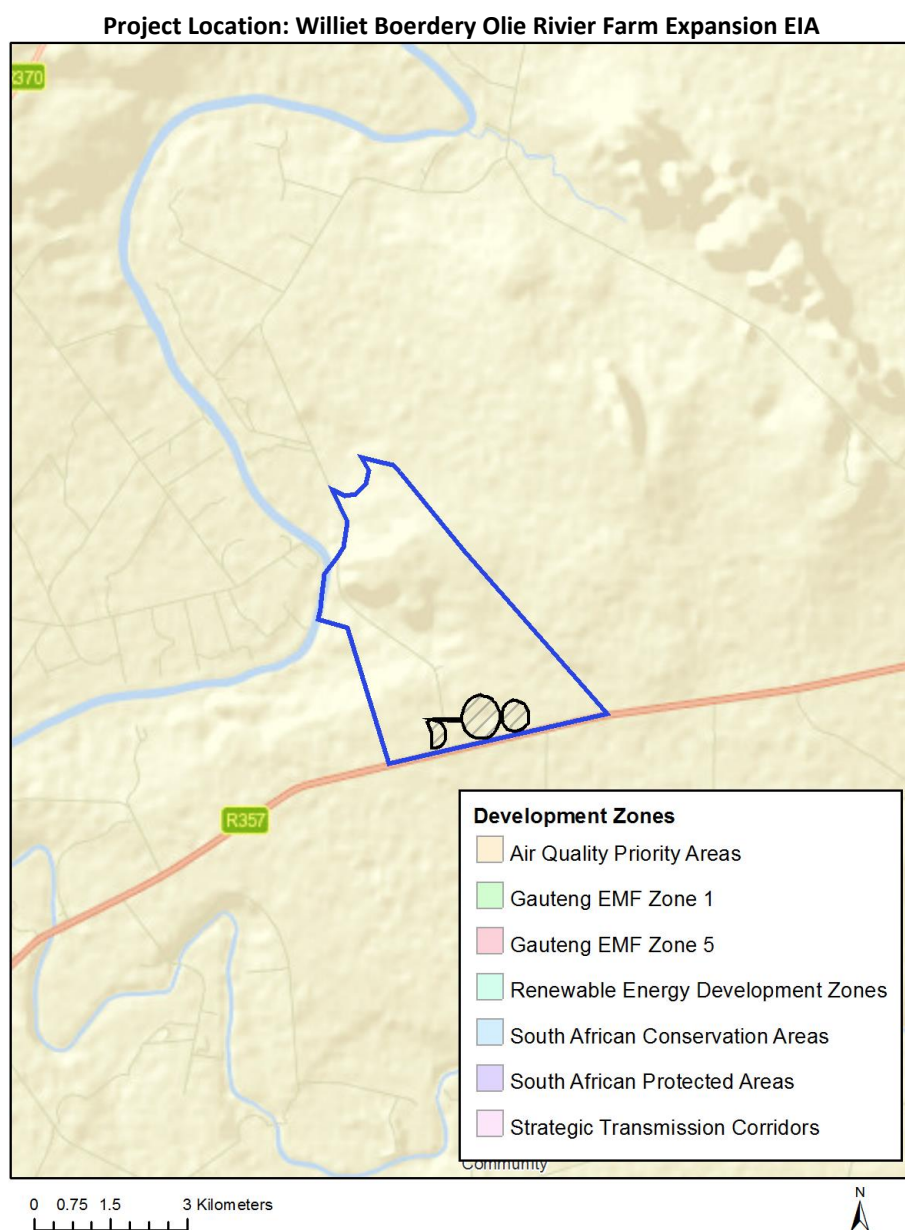 Project Location: Williet Boerdery Olie Rivier Farm Expansion EIA
R370
R357
Development Zones
Air Quality Priority Areas
Gauteng EMF Zone 1
Gauteng EMF Zone 5
Renewable Energy Development Zones
South African Conservation Areas
South African Protected Areas
Strategic Transmission Corridors
Community
0 0.75 1.5 3 Kilometers
N